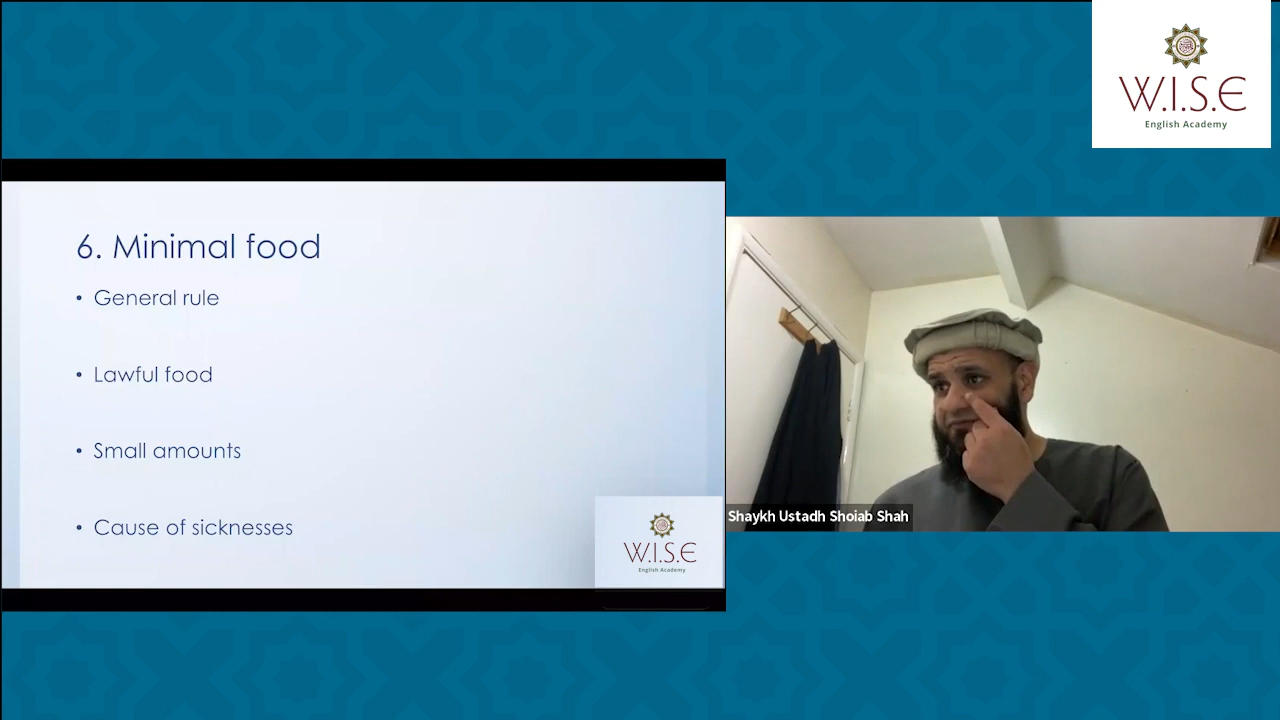 W.I.S.E
English Academy
6. Minimal food
• General rule
• Lawful food
• Small amounts
• Cause of sicknesses
W.I.S.E
English Academy
Shaykh Ustadh Shoiab Shah